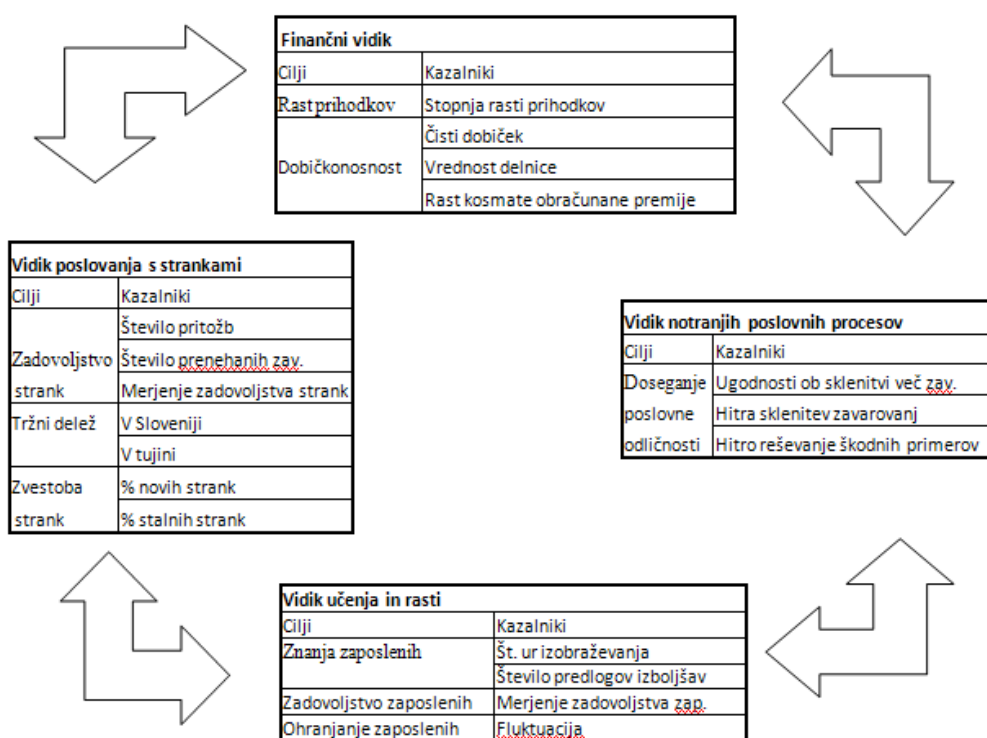 Finančni vidik
Cilji Kazalniki
Rast prihodkov Stopnja rasti prihodkov
Čisti dobiček
Dobičkonosnost Vrednost delnice
Rast kosmate obračunane premije
Vidik poslovanja s strankami
Cilji Kazalniki
Število pritožb
Zadovoljstvo Število prenehanih zav.
strank Merjenje zadovoljstva strank
Tržni delež V Sloveniji
V tujini
Zvestoba % novih strank
strank % stalnih strank
Vidik notranjih poslovnih procesov
Cilji Kazalniki
Doseganje Ugodnosti ob sklenitvi več zav.
poslovne Hitra sklenitev zavarovanj
odličnosti Hitro reševanje škodnih primerov
Vidik učenja in rasti
Cilji Kazalniki
Znanja zaposlenih Št. ur izobraževanja
Število predlogov izboljšav
Zadovoljstvo zaposlenih Merjenje zadovoljstva zap.
Ohranjanje zaposlenih Fluktuacija